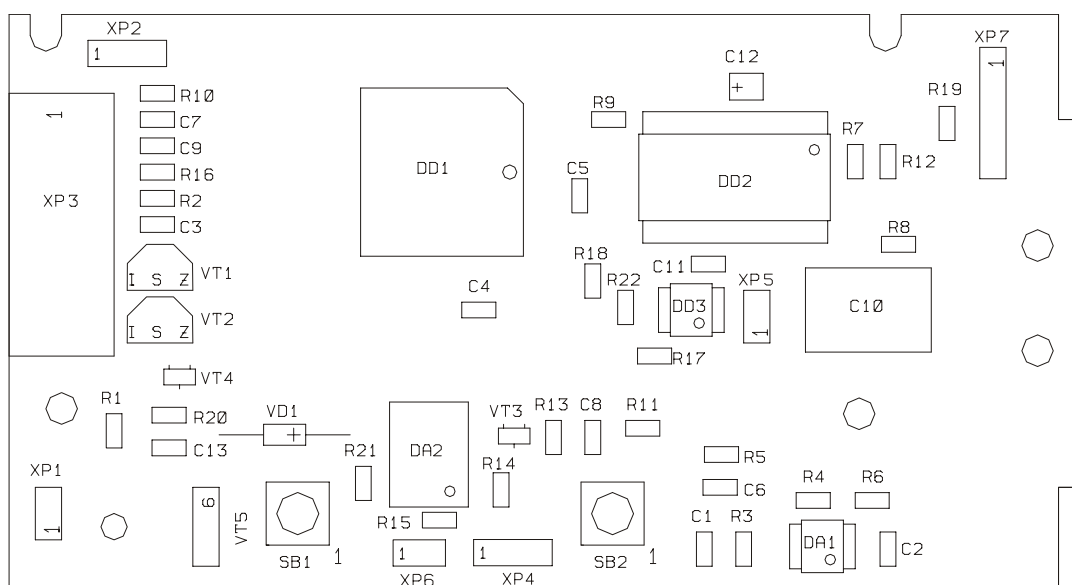 XP2
1
XP7
1
C12
+
R19
R10
R9
C7
R7
C9
R12
1
R16
DD1
C5
DD2
XP3
R2
C3
R8
R18
C11
VT1
I S Z
R22
XP5
C4
DD3
C10
VT2
I S Z
1
R17
VT4
R1
R20
VD1
+
VT3
R13
C8
R11
C13
DA2
R21
R5
XP1
R14
C6
R4
R6
6
VT5
R15
C1
R3
1
SB1
1
SB2
1
DA1
C2
1
XP6
1
XP4